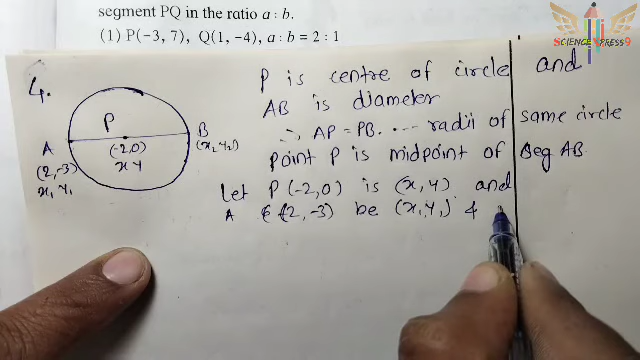 segment PQ in the ratio a : b.
(1) P(−3, 7), Q(1, −4), a : b = 2 : 1
SCIENCE XPRESS9
4.
P is centre of circle and
AB is diameter
∴ AP = PB. .... radii of same circle
point P is midpoint of seg AB
Let P (-2,0) is (x, y) and
A (2, -3) be (x, y₁) &
P
A
B
(-2,0)
x y
(2,-3)
x₁ y₁
(x₂, y₂)